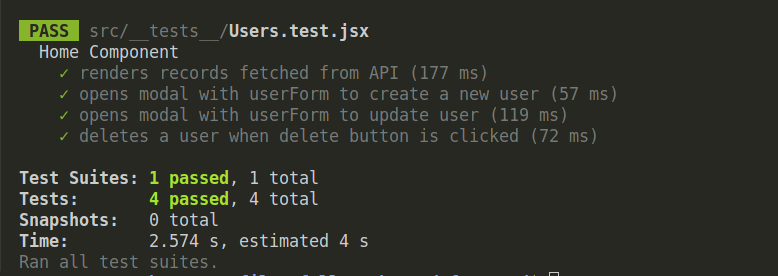 PASS src/__tests__/Users.test.jsx
Home Component
✓ renders records fetched from API (177 ms)
✓ opens modal with userForm to create a new user (57 ms)
✓ opens modal with userForm to update user (119 ms)
✓ deletes a user when delete button is clicked (72 ms)
Test Suites: 1 passed, 1 total
Tests: 4 passed, 4 total
Snapshots: 0 total
Time: 2.574 s, estimated 4 s
Ran all test suites.